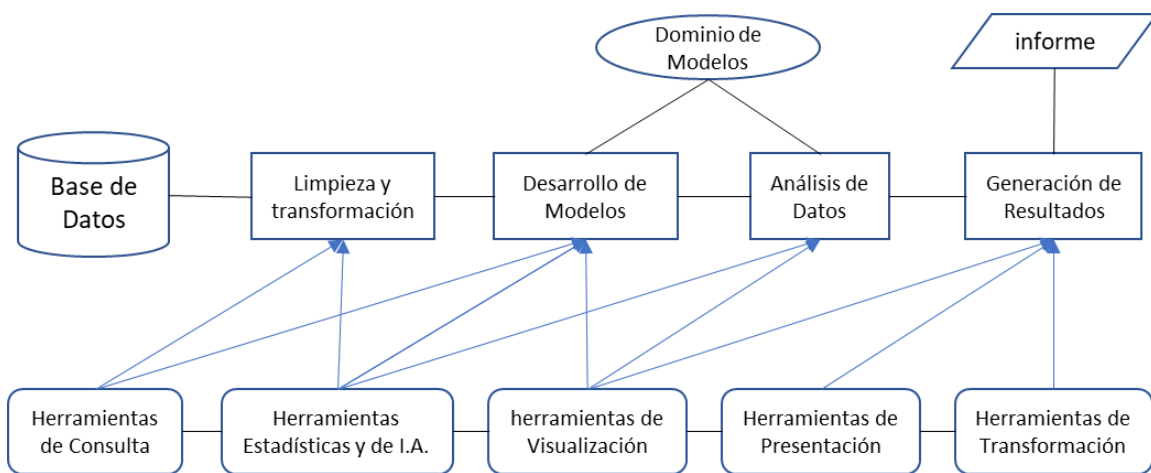 Dominio de
Modelos
informe
Base de
Datos
Limpieza y
transformación
Desarrollo de
Modelos
Análisis de
Datos
Generación de
Resultados
Herramientas
de Consulta
Herramientas
Estadísticas y de I.A.
herramientas de
Visualización
Herramientas de
Presentación
Herramientas de
Transformación